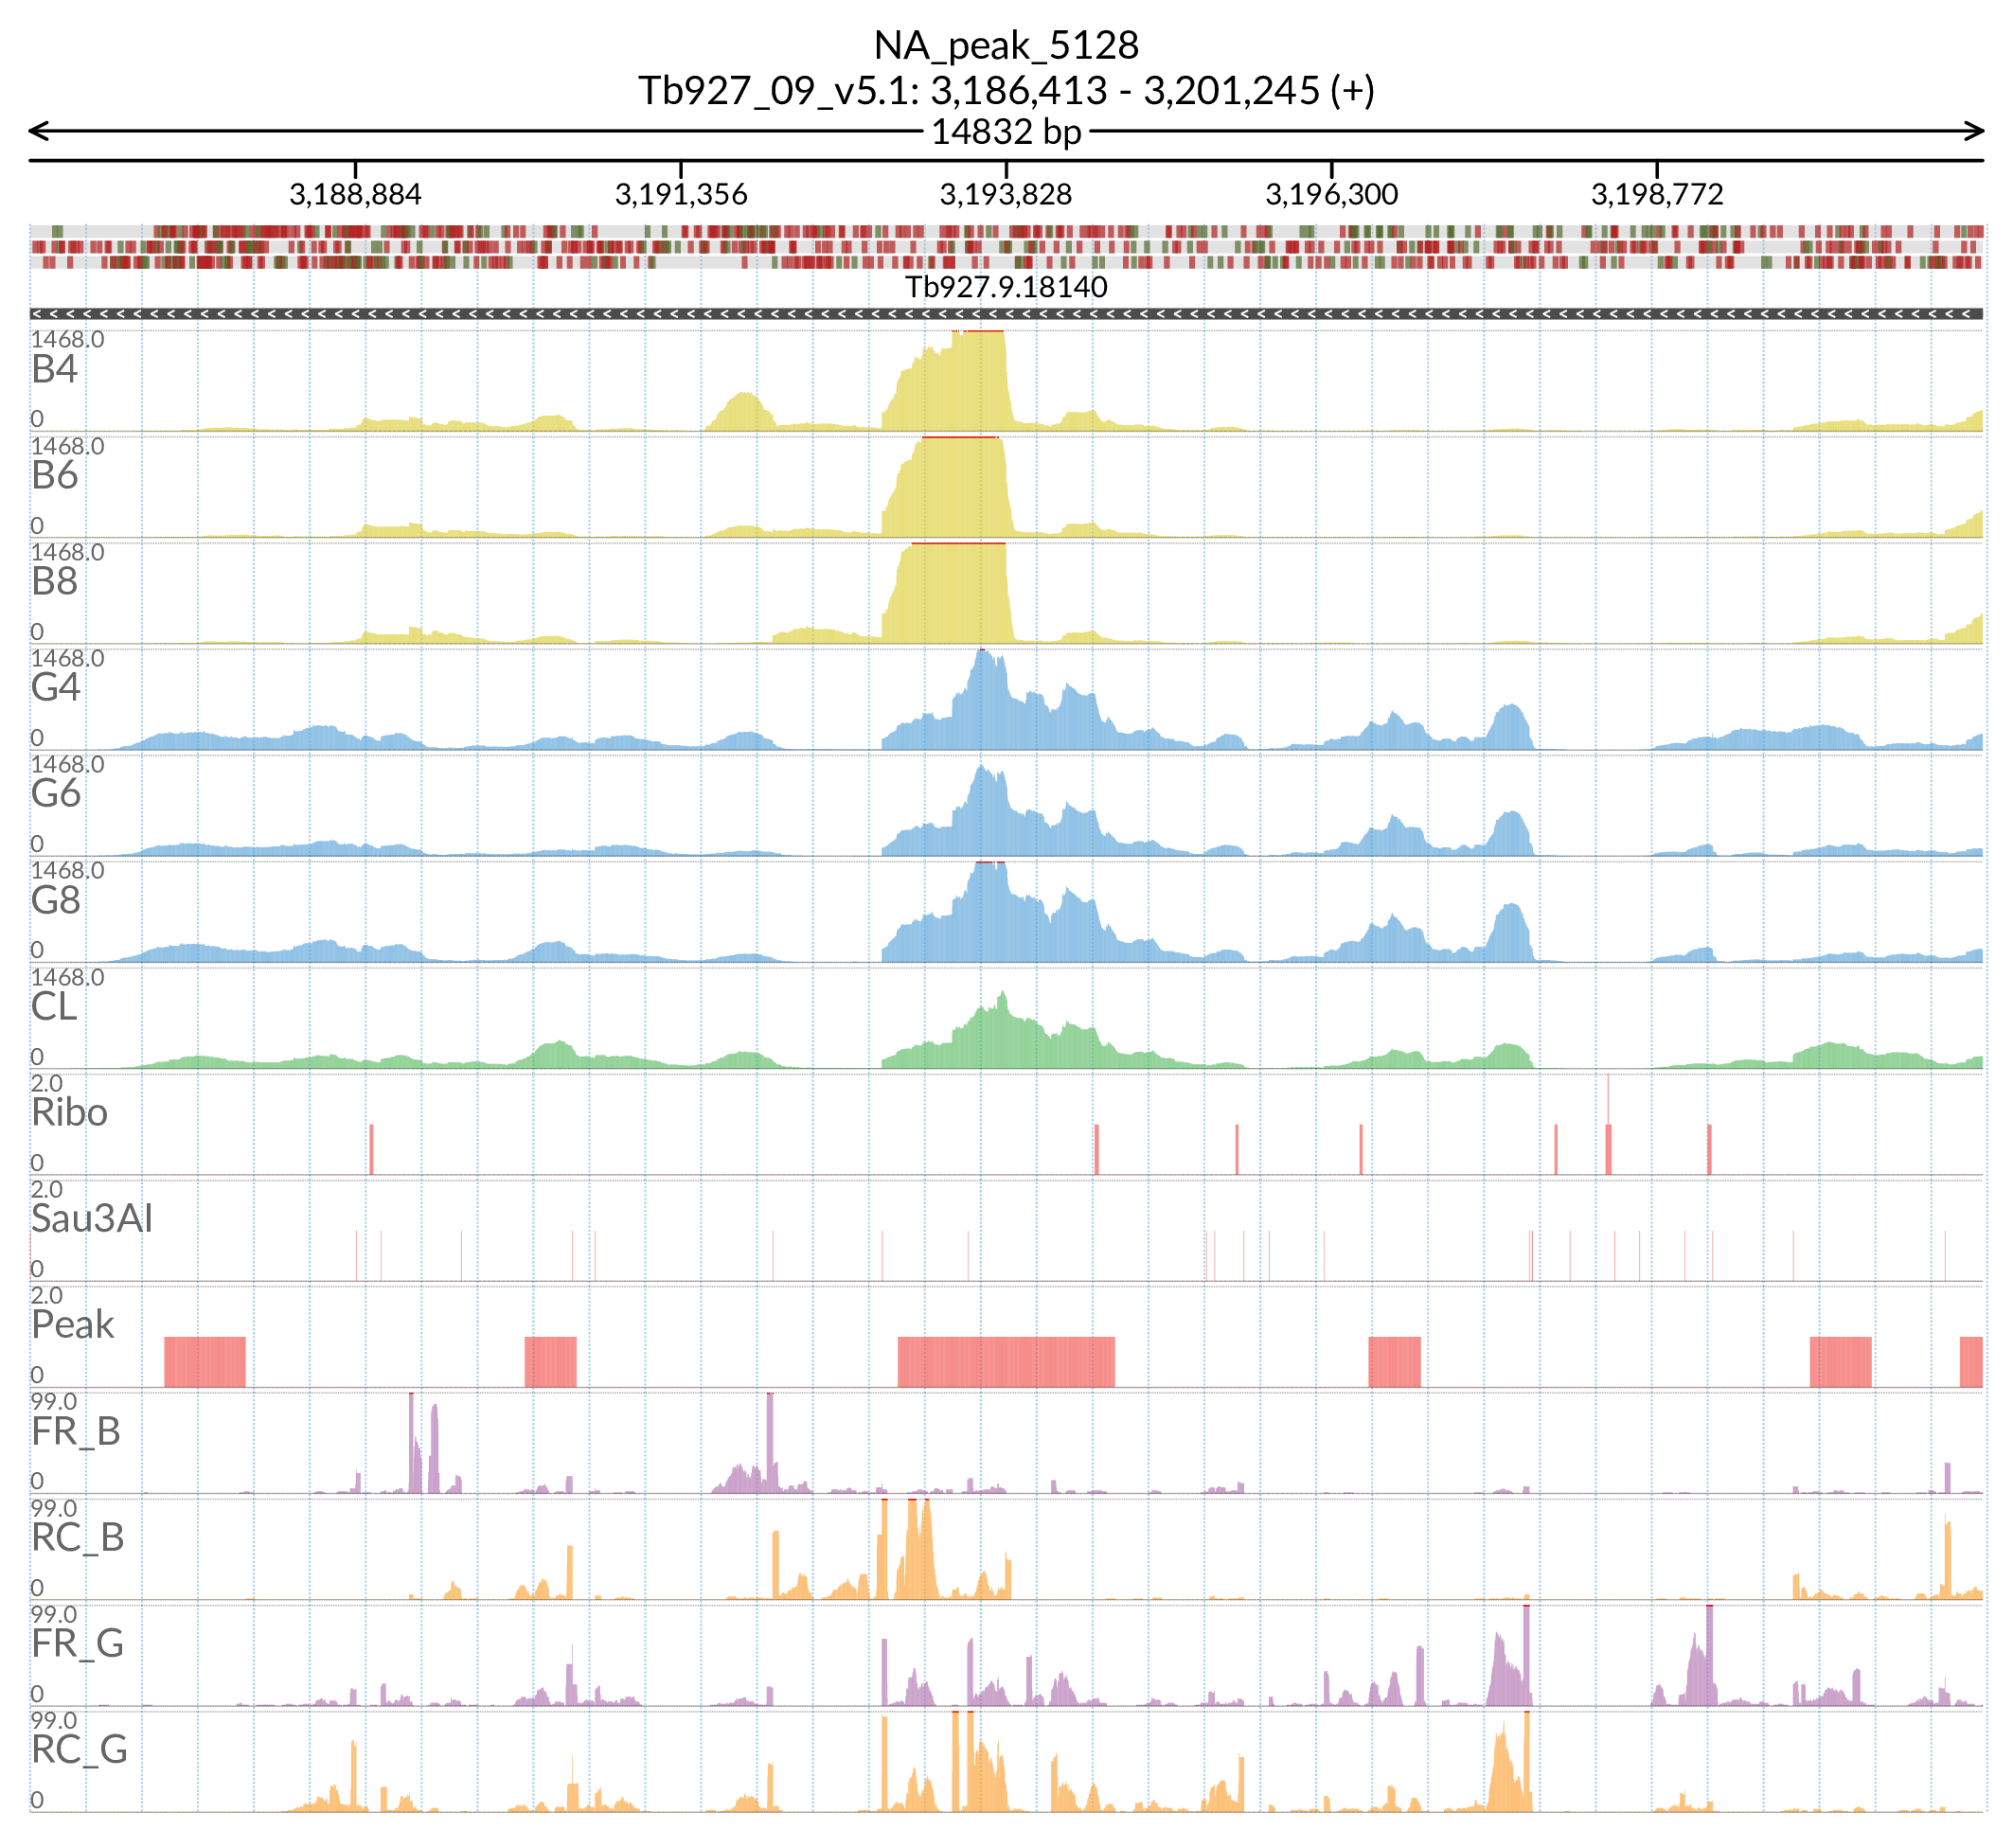 NA_peak_5128
Tb927_09_v5.1: 3,186,413 - 3,201,245 (+)
14832 bp
3,188,884 3,191,356 3,193,828 3,196,300 3,198,772
Tb927.9.18140
1468.0
B4
0
1468.0
B6
0
1468.0
B8
0
1468.0
G4
0
1468.0
G6
0
1468.0
G8
0
1468.0
CL
0
2.0
Ribo
0
2.0
Sau3AI
0
2.0
Peak
0
99.0
FR_B
0
99.0
RC_B
0
99.0
FR_G
0
99.0
RC_G
0